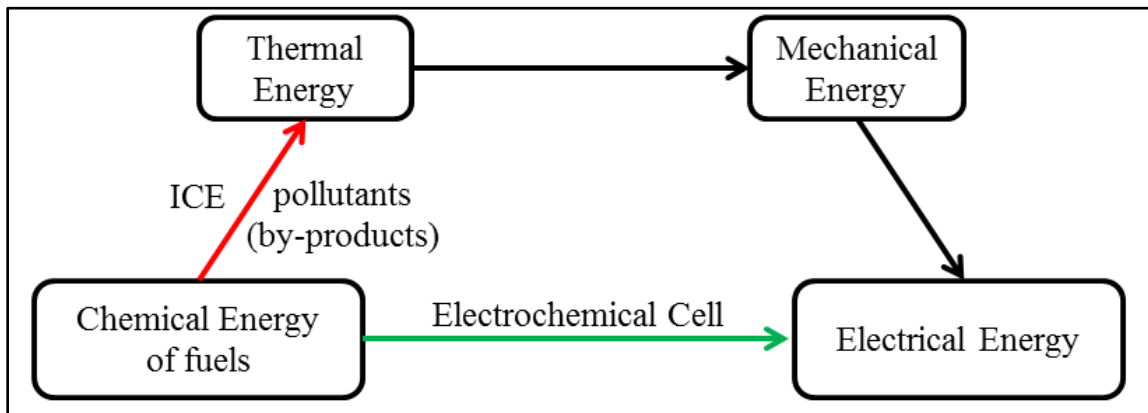 Thermal
Energy
Mechanical
Energy
ICE
pollutants
(by-products)
Chemical Energy
of fuels
Electrochemical Cell
Electrical Energy